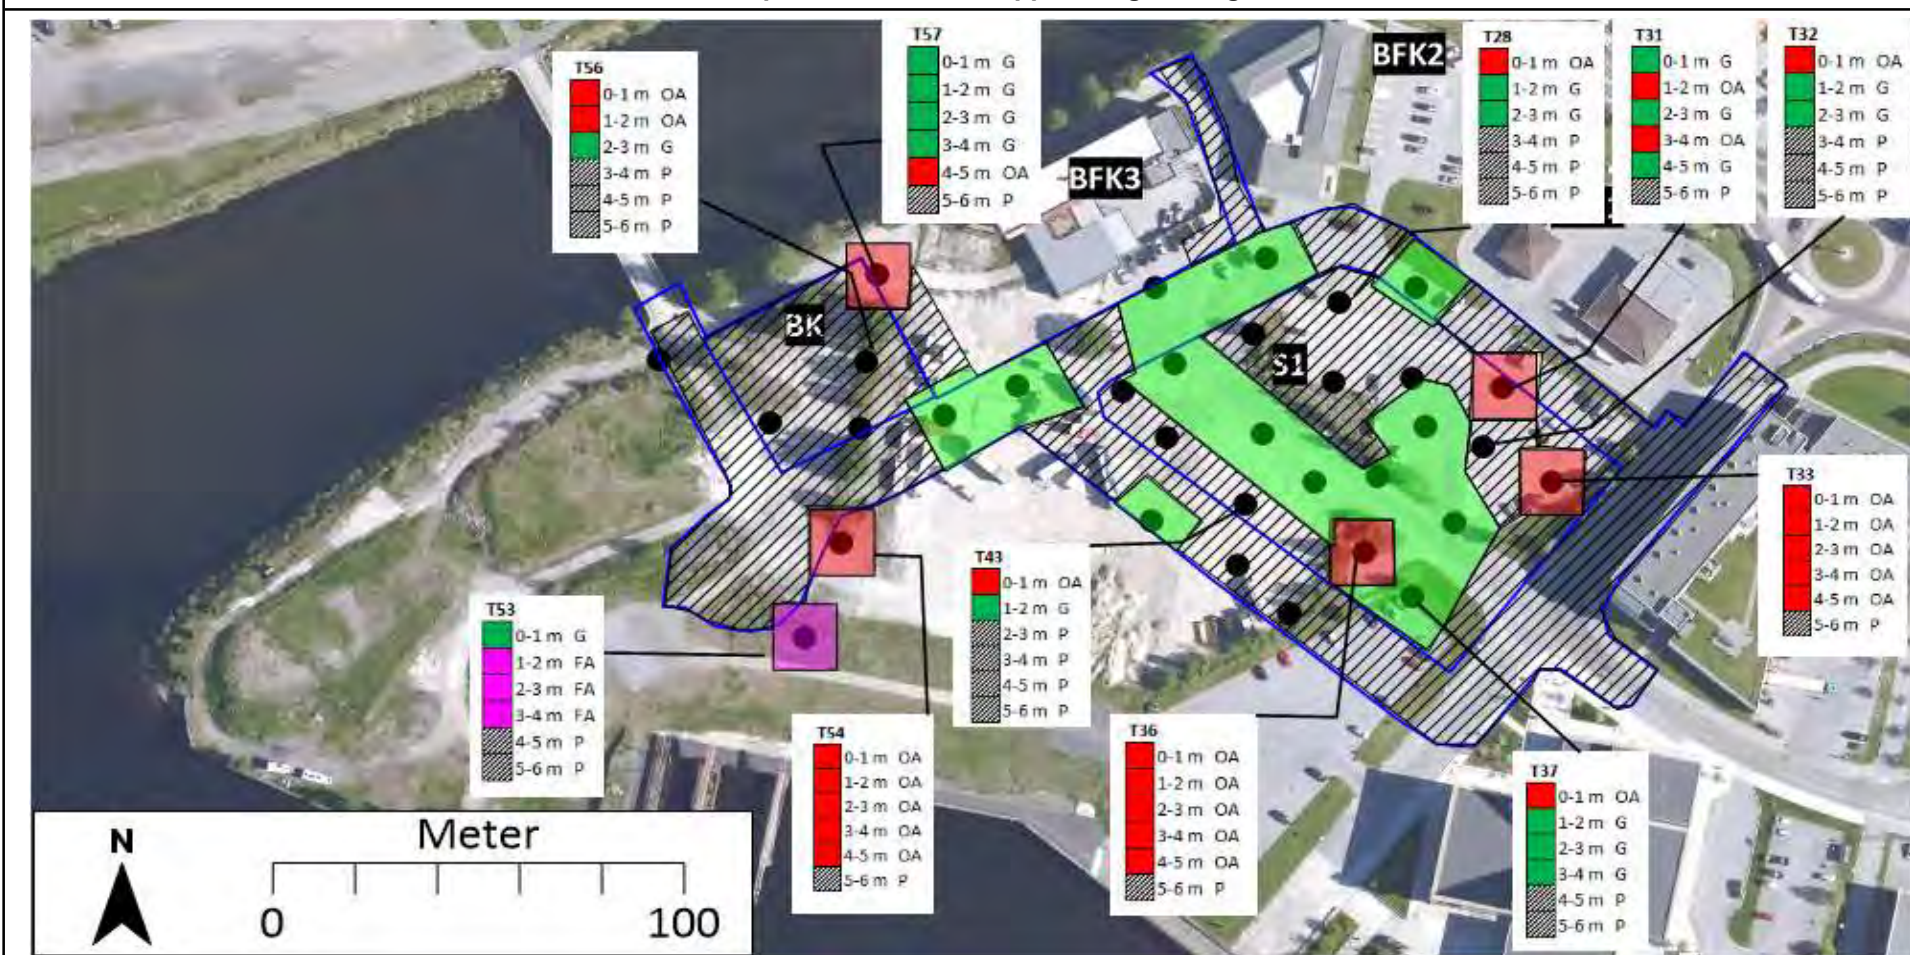 T56
0-1 m OA
1-2 m OA
2-3 m G
3-4 m P
4-5 m P
5-6 m P
T57
0-1 m G
1-2 m G
2-3 m G
3-4 m G
4-5 m OA
5-6 m P
BFK3
BFK2
T28
0-1 m OA
1-2 m G
2-3 m G
3-4 m P
4-5 m P
5-6 m P
T31
0-1 m G
1-2 m OA
2-3 m G
3-4 m OA
4-5 m G
5-6 m P
T32
0-1 m OA
1-2 m G
2-3 m G
3-4 m P
4-5 m P
5-6 m P
BK
S1
T33
0-1 m OA
1-2 m OA
2-3 m OA
3-4 m OA
4-5 m OA
5-6 m P
T43
0-1 m OA
1-2 m G
2-3 m P
3-4 m P
4-5 m P
5-6 m P
T53
0-1 m G
1-2 m FA
2-3 m FA
3-4 m FA
4-5 m P
5-6 m P
T54
0-1 m OA
1-2 m OA
2-3 m OA
3-4 m OA
4-5 m OA
5-6 m P
T36
0-1 m OA
1-2 m OA
2-3 m OA
3-4 m OA
4-5 m OA
5-6 m P
T37
0-1 m OA
1-2 m G
2-3 m G
3-4 m G
4-5 m P
5-6 m P
N
Meter
0 100